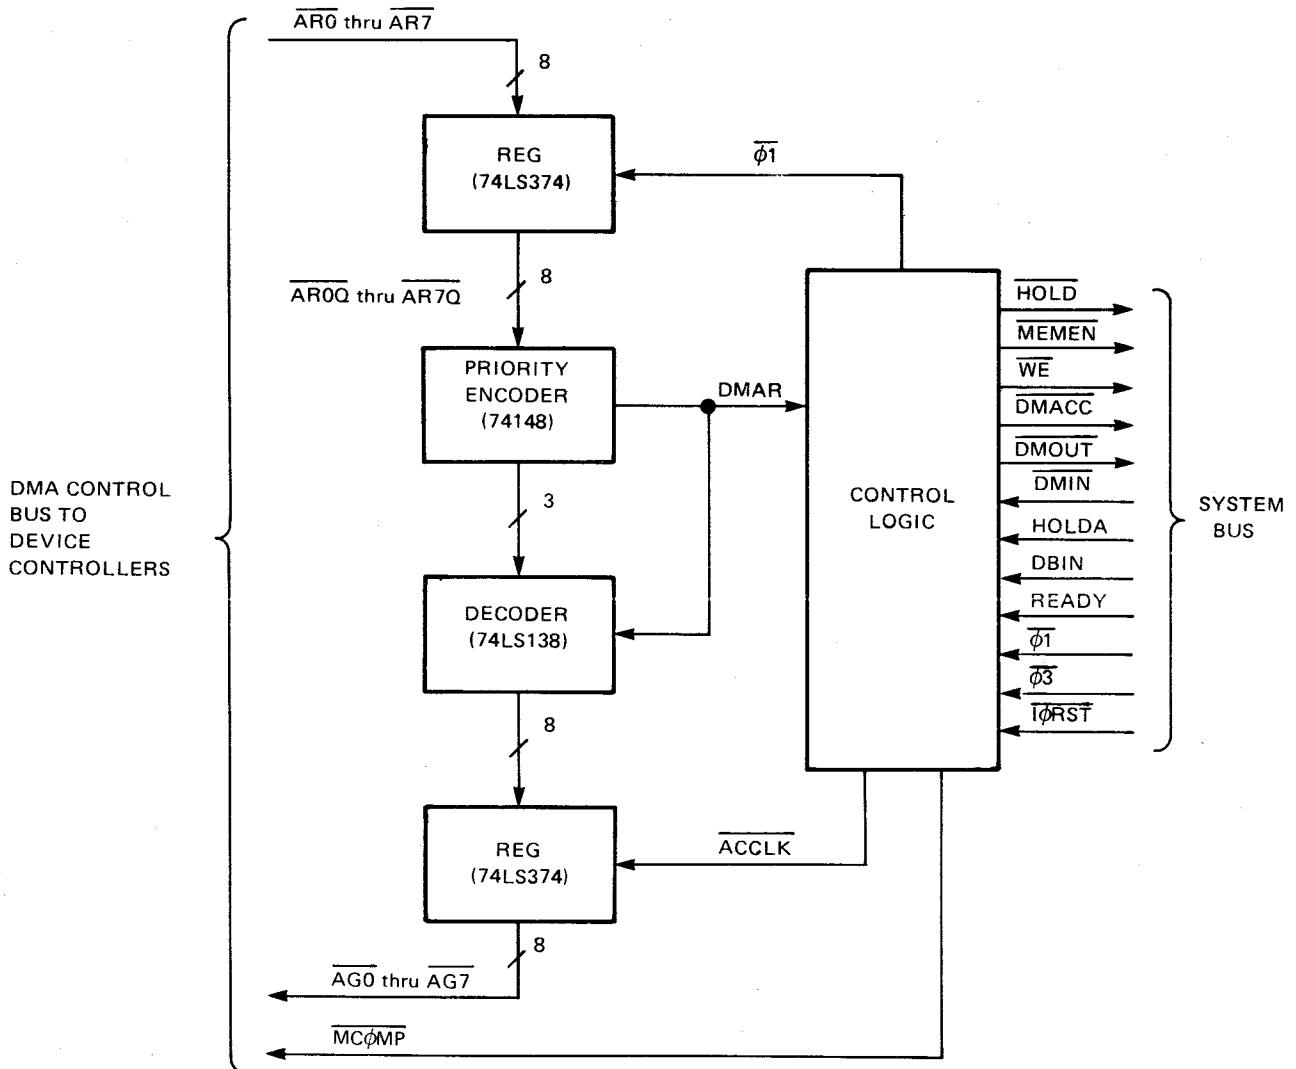 AR0 thru AR7
8
REG
(74LS374)
ϕ1
8
AR0Q thru AR7Q
PRIORITY
ENCODER
(74148)
DMAR
3
DECODER
(74LS138)
8
REG
(74LS374)
ACCLK
8
AG0 thru AG7
MCϕMP
DMA CONTROL
BUS TO
DEVICE
CONTROLLERS
CONTROL
LOGIC
HOLD
MEMEN
WE
DMACC
DMOUT
DMIN
HOLDA
DBIN
READY
ϕ1
ϕ3
IϕRST
SYSTEM
BUS